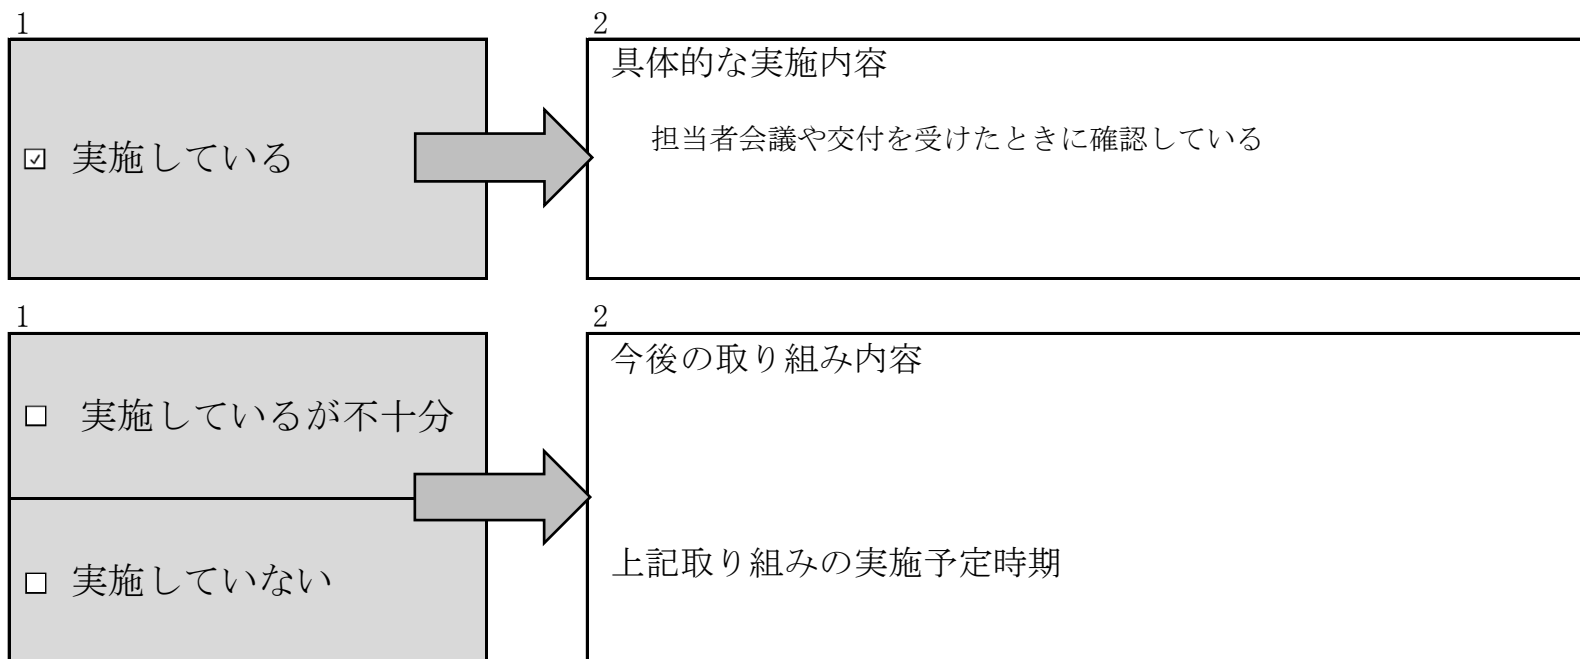 1
2
☑ 実施している
具体的な実施内容
担当者会議や交付を受けたときに確認している
1
2
□ 実施しているが不十分
□ 実施していない
今後の取り組み内容
上記取り組みの実施予定時期